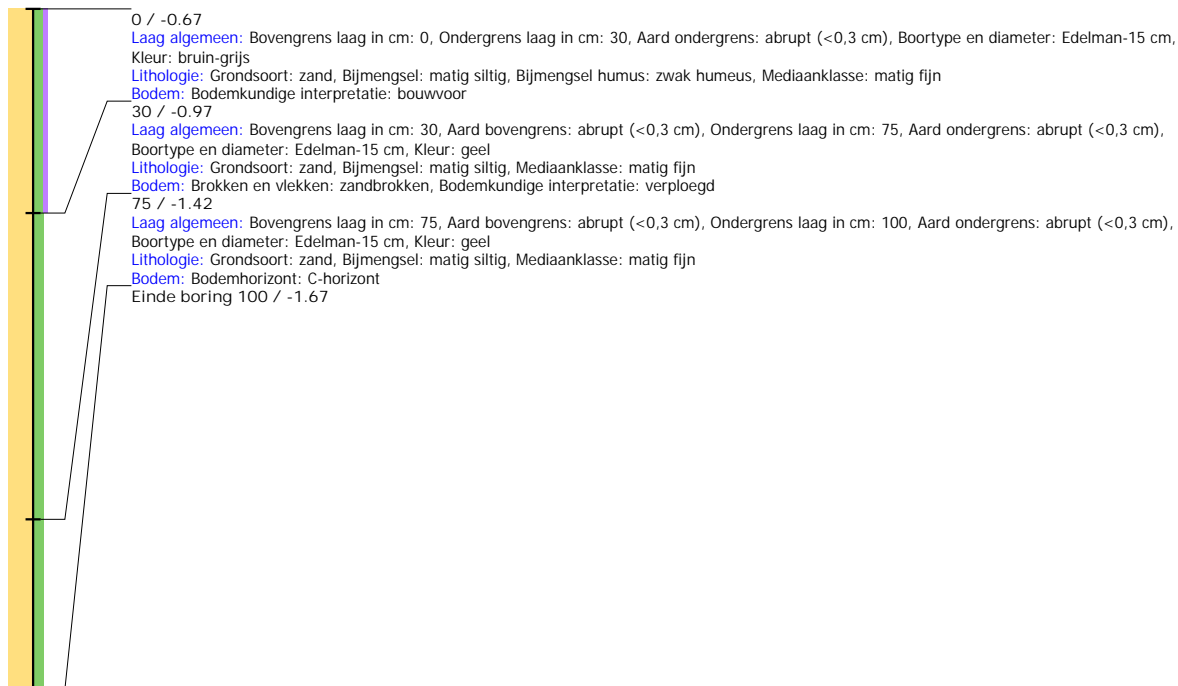 0 / -0.67
Laag algemeen: Bovengrens laag in cm: 0, Ondergrens laag in cm: 30, Aard ondergrens: abrupt (<0,3 cm), Boortype en diameter: Edelman-15 cm,
Kleur: bruin-grijs
Lithologie: Grondsoort: zand, Bijmengsel: matig siltig, Bijmengsel humus: zwak humeus, Mediaanklasse: matig fijn
Bodem: Bodemkundige interpretatie: bouwvoor
30 / -0.97
Laag algemeen: Bovengrens laag in cm: 30, Aard bovengrens: abrupt (<0,3 cm), Ondergrens laag in cm: 75, Aard ondergrens: abrupt (<0,3 cm),
Boortype en diameter: Edelman-15 cm, Kleur: geel
Lithologie: Grondsoort: zand, Bijmengsel: matig siltig, Mediaanklasse: matig fijn
Bodem: Brokken en vlekken: zandbrokken, Bodemkundige interpretatie: verploegd
75 / -1.42
Laag algemeen: Bovengrens laag in cm: 75, Aard bovengrens: abrupt (<0,3 cm), Ondergrens laag in cm: 100, Aard ondergrens: abrupt (<0,3 cm),
Boortype en diameter: Edelman-15 cm, Kleur: geel
Lithologie: Grondsoort: zand, Bijmengsel: matig siltig, Mediaanklasse: matig fijn
Bodem: Bodemhorizont: C-horizont
Einde boring 100 / -1.67